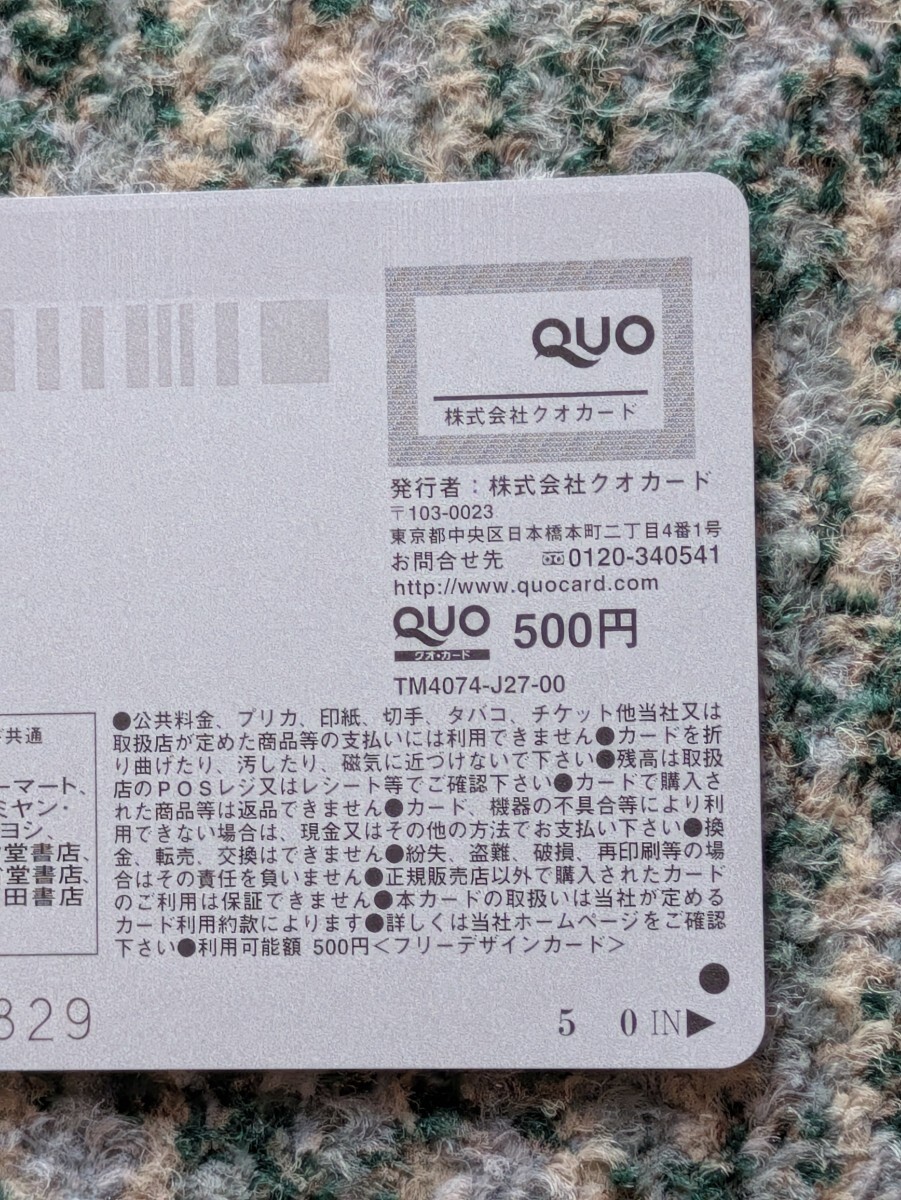 QUO
株式会社クオカード
発行者：株式会社クオカード
〒103-0023
東京都中央区日本橋本町二丁目4番1号
お問合せ先 0120-340541
http://www.quocard.com
QUO 500円
クオ・カード
TM4074-J27-00
●公共料金、プリカ、印紙、切手、タバコ、チケット他当社又は
取扱店が定めた商品等の支払いには利用できません●カードを折
り曲げたり、汚したり、磁気に近づけないで下さい●残高は取扱
店のPOSレジ又はレシート等でご確認下さい●カードで購入さ
れた商品等は返品できません●カード、機器の不具合等により利
用できない場合は、現金又はその他の方法でお支払い下さい●換
金、転売、交換はできません●紛失、盗難、破損、再印刷等の場
合はその責任を負いません●正規販売店以外で購入されたカード
のご利用は保証できません●本カードの取扱いは当社が定める
カード利用約款によります●詳しくは当社ホームページをご確認
下さい●利用可能額 500円＜フリーデザインカード＞
共通
ーマート、
ミヤン・
ヨシ、
堂書店、
堂書店、
田書店
329
5 0 IN▶